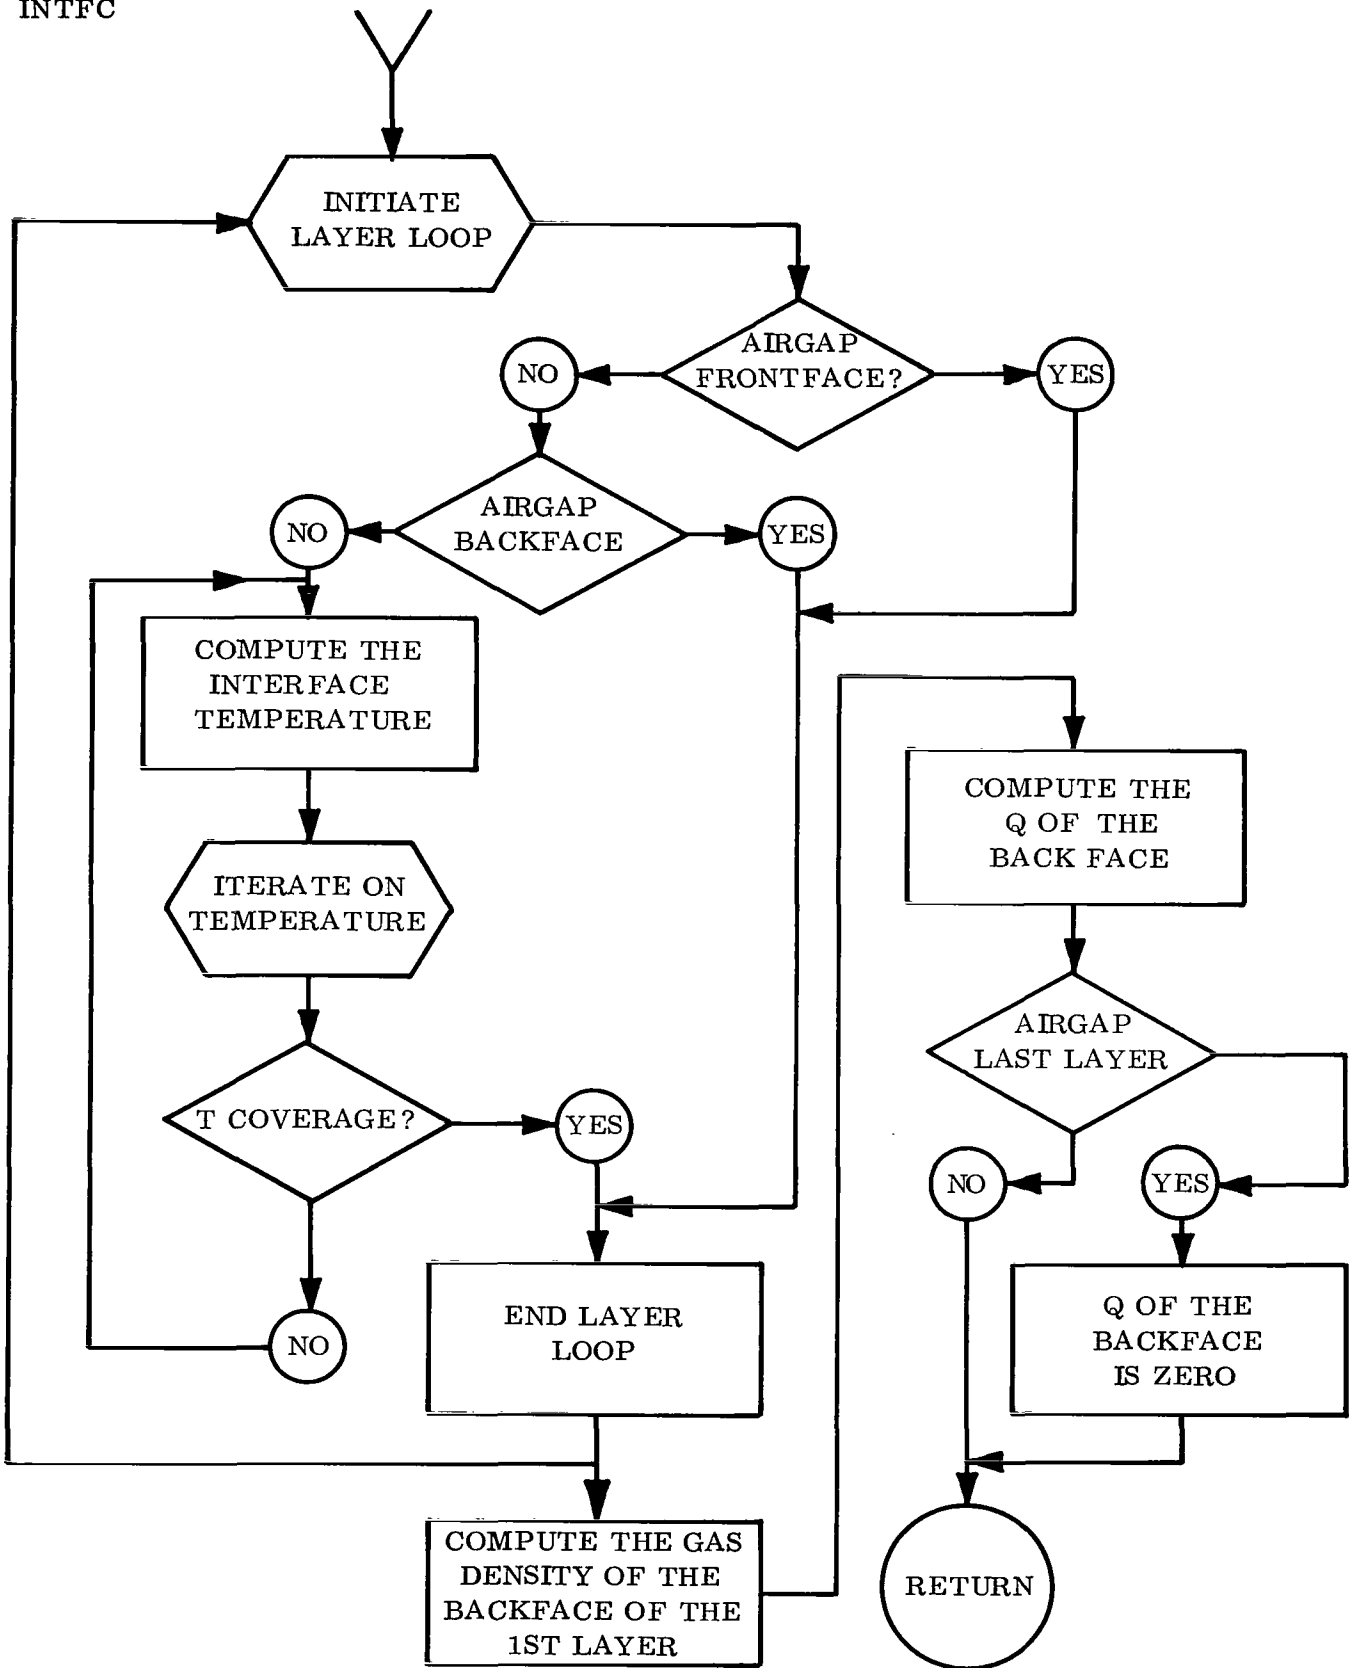 INTFC
INITIATE
LAYER LOOP
AIRGAP
FRONTFACE?
NO
YES
AIRGAP
BACKFACE
NO
YES
COMPUTE THE
INTERFACE
TEMPERATURE
ITERATE ON
TEMPERATURE
T COVERAGE?
YES
NO
END LAYER
LOOP
COMPUTE THE GAS
DENSITY OF THE
BACKFACE OF THE
1ST LAYER
COMPUTE THE
Q OF THE
BACK FACE
AIRGAP
LAST LAYER
NO
YES
Q OF THE
BACKFACE
IS ZERO
RETURN